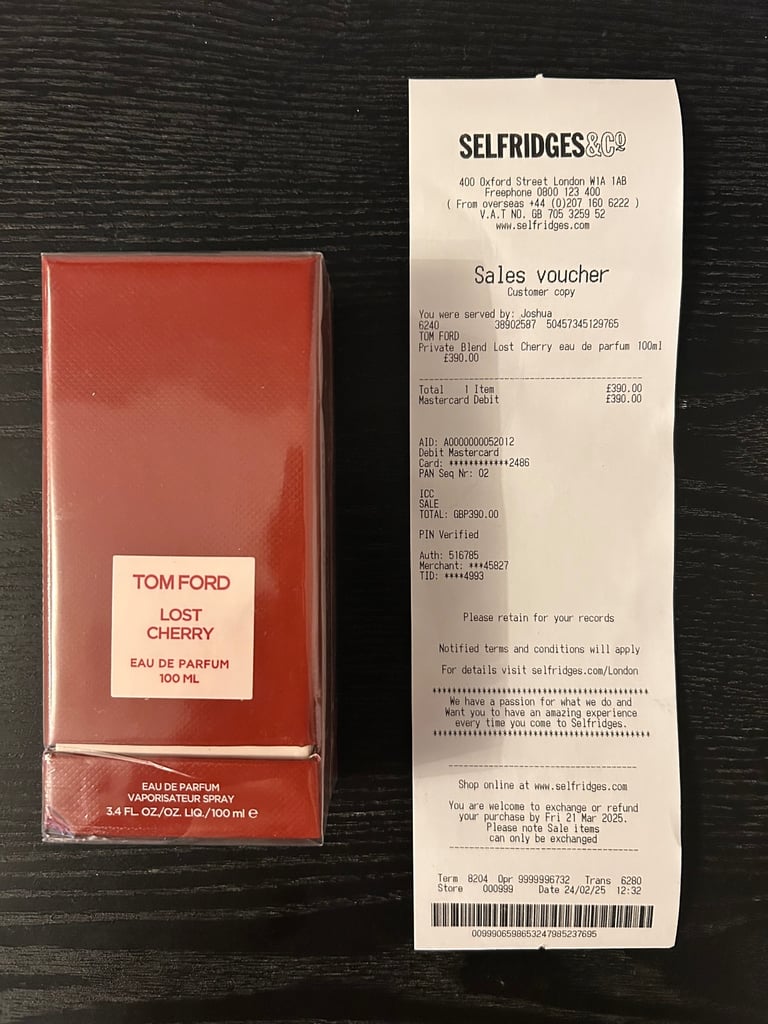 TOM FORD
LOST
CHERRY
EAU DE PARFUM
100 ML
EAU DE PARFUM
VAPORISATEUR SPRAY
3.4 FL. OZ./OZ. LIQ./100 ml ℮
SELFRIDGES&Cº
400 Oxford Street London W1A 1AB
Freephone 0800 123 400
( From overseas +44 (0)207 160 6222 )
V.A.T NO. GB 705 3259 52
www.selfridges.com
Sales voucher
Customer copy
You were served by: Joshua
6240 38902587 50457345129765
TOM FORD
Private Blend Lost Cherry eau de parfum 100ml
£390.00
Total 1 Item £390.00
Mastercard Debit £390.00
AID: A0000000052012
Debit Mastercard
Card: ************2486
PAN Seq Nr: 02
ICC
SALE
TOTAL: GBP390.00
PIN Verified
Auth: 516785
Merchant: ***45827
TID: ****4993
Please retain for your records
Notified terms and conditions will apply
For details visit selfridges.com/London
We have a passion for what we do and
Want you to have an amazing experience
every time you come to Selfridges.
Shop online at www.selfridges.com
You are welcome to exchange or refund
your purchase by Fri 21 Mar 2025.
Please note Sale items
can only be exchanged
Term 8204 Opr 9999996732 Trans 6280
Store 000999 Date 24/02/25 12:32
0099906598653247985237695